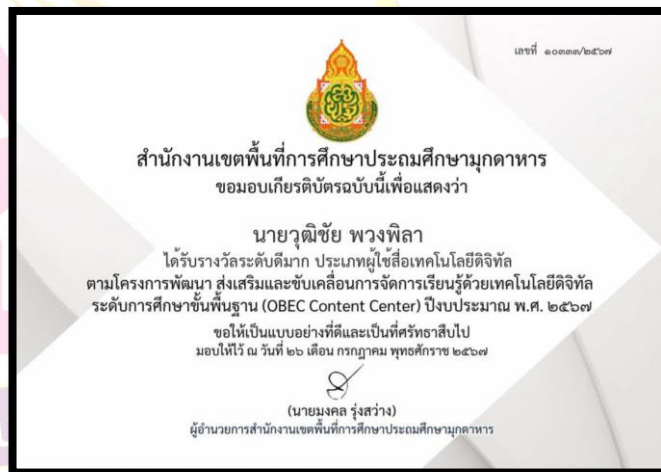 เลขที่ ๑๐๓๓๓/๒๕๖๗
สำนักงานเขตพื้นที่การศึกษาประถมศึกษามุกดาหาร
ขอมอบเกียรติบัตรฉบับนี้เพื่อแสดงว่า
นายวุฒิชัย พวงพิลา
ได้รับรางวัลระดับดีมาก ประเภทผู้ใช้สื่อเทคโนโลยีดิจิทัล
ตามโครงการพัฒนา ส่งเสริมและขับเคลื่อนการจัดการเรียนรู้ด้วยเทคโนโลยีดิจิทัล
ระดับการศึกษาขั้นพื้นฐาน (OBEC Content Center) ปีงบประมาณ พ.ศ. ๒๕๖๗
ขอให้เป็นแบบอย่างที่ดีและเป็นที่ศรัทธาสืบไป
มอบให้ไว้ ณ วันที่ ๒๖ เดือน กรกฎาคม พุทธศักราช ๒๕๖๗
(นายมงคล รุ่งสว่าง)
ผู้อำนวยการสำนักงานเขตพื้นที่การศึกษาประถมศึกษามุกดาหาร